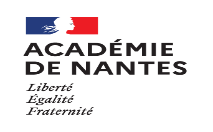 ACADÉMIE
DE NANTES
Liberté
Égalité
Fraternité